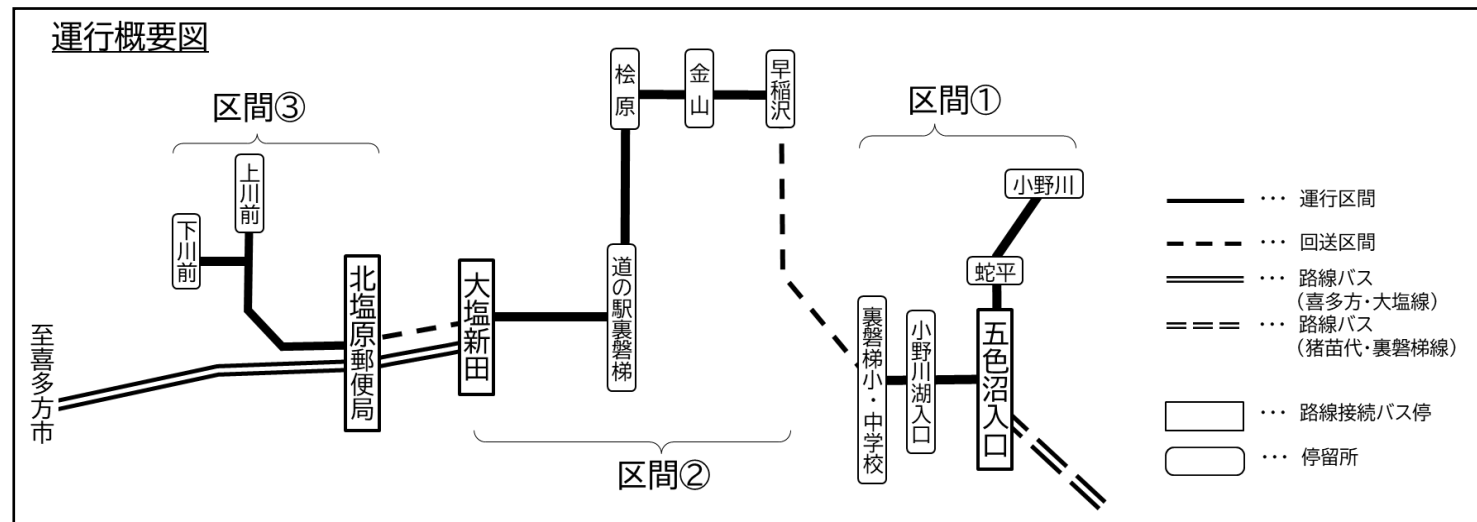 運行概要図
区間③
上川前
下川前
北塩原郵便局
大塩新田
至喜多方市
桧原
金山
早稲沢
道の駅裏磐梯
区間②
区間①
小野川
蛇平
裏磐梯小・中学校
小野川湖入口
五色沼入口
… 運行区間
… 回送区間
… 路線バス
（喜多方・大塩線）
… 路線バス
（猪苗代・裏磐梯線）
… 路線接続バス停
… 停留所